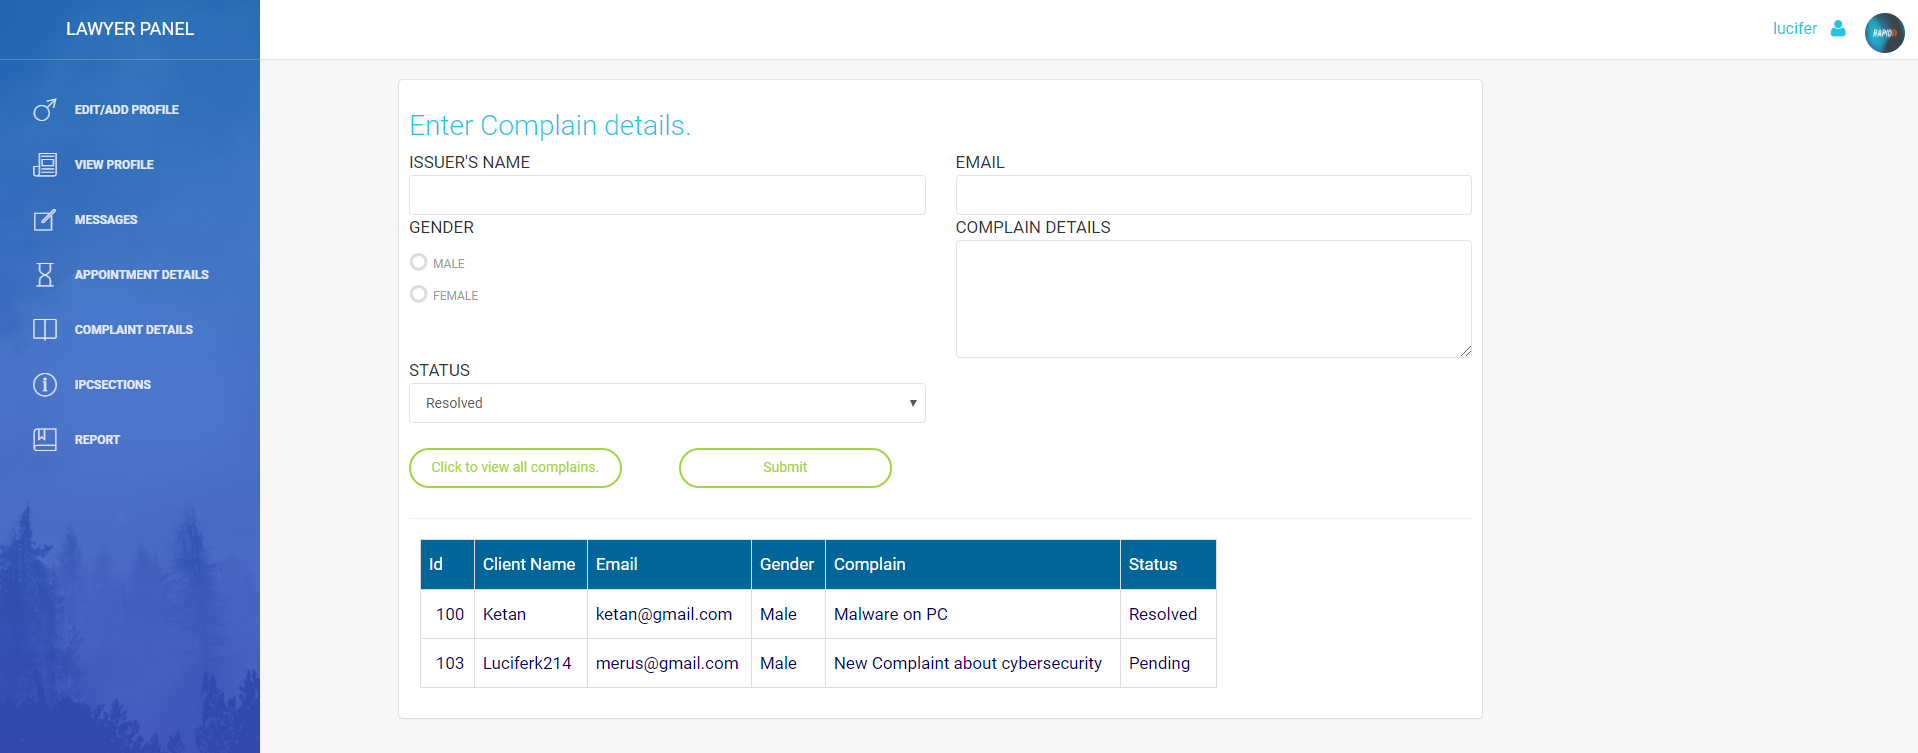 LAWYER PANEL
lucifer
RAPID
EDIT/ADD PROFILE
VIEW PROFILE
MESSAGES
APPOINTMENT DETAILS
COMPLAINT DETAILS
IPCSECTIONS
REPORT
Enter Complain details.
ISSUER'S NAME
EMAIL
GENDER
COMPLAIN DETAILS
MALE
FEMALE
STATUS
Resolved
Click to view all complains.
Submit
Id Client Name Email Gender Complain Status
100 Ketan ketan@gmail.com Male Malware on PC Resolved
103 Luciferk214 merus@gmail.com Male New Complaint about cybersecurity Pending